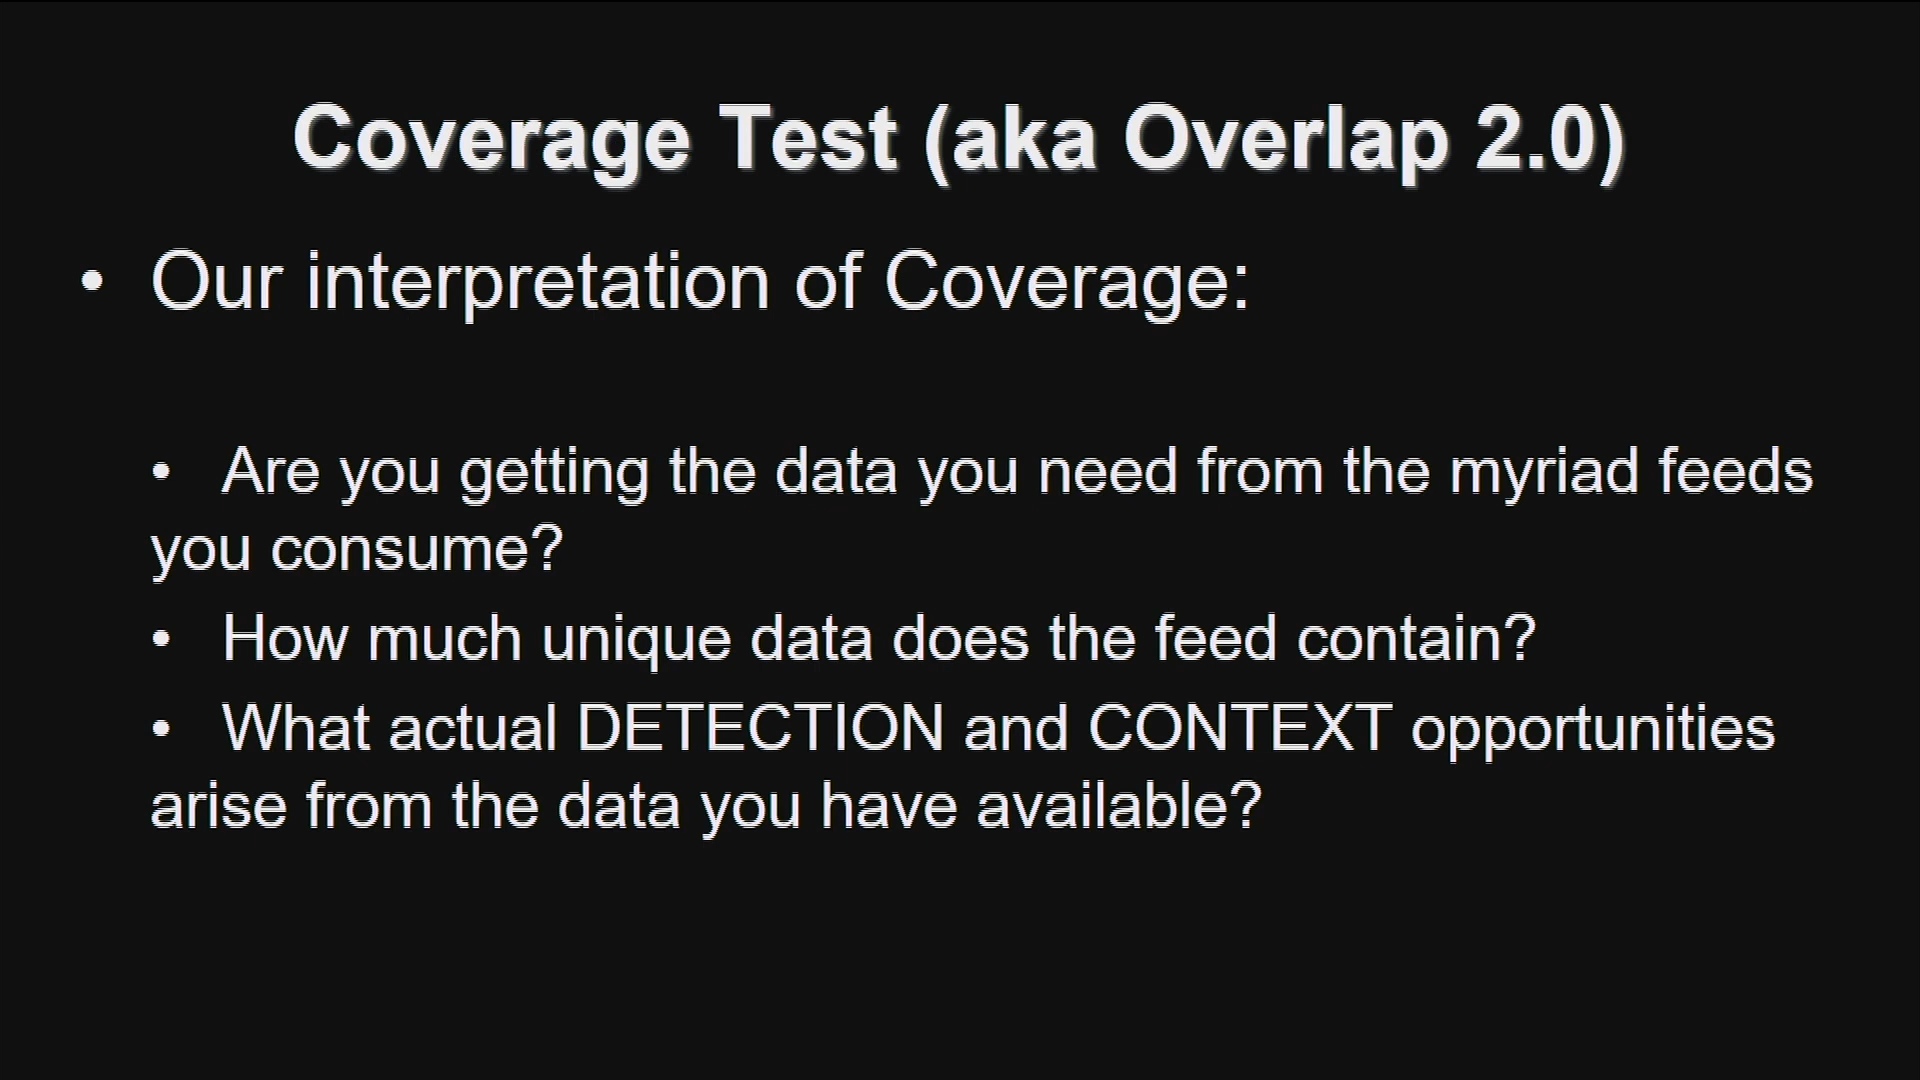 Coverage Test (aka Overlap 2.0)
• Our interpretation of Coverage:
• Are you getting the data you need from the myriad feeds
you consume?
• How much unique data does the feed contain?
• What actual DETECTION and CONTEXT opportunities
arise from the data you have available?